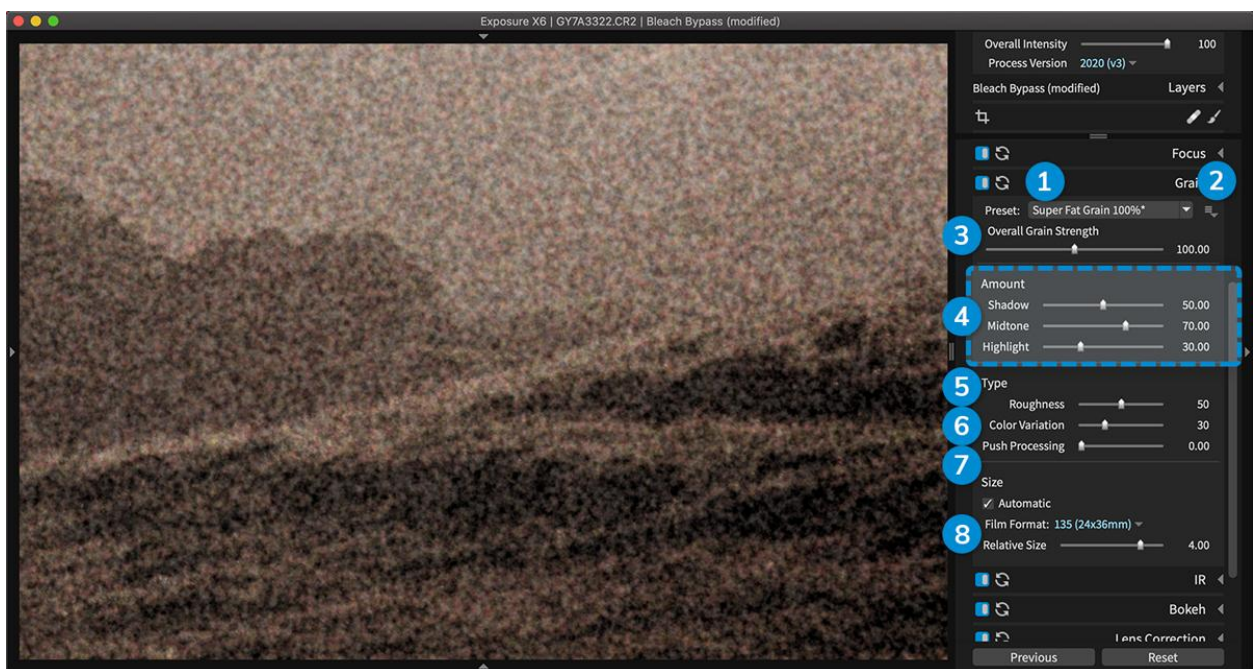 Exposure X6 | GY7A3322.CR2 | Bleach Bypass (modified)
Overall Intensity 100
Process Version 2020 (v3)
Bleach Bypass (modified) Layers
Focus
1 Grai 2
Preset: Super Fat Grain 100%*
3 Overall Grain Strength
100.00
Amount
Shadow 50.00
4 Midtone 70.00
Highlight 30.00
5 Type
Roughness 50
6 Color Variation 30
Push Processing 0.00
7
Size
Automatic
Film Format: 135 (24x36mm)
8 Relative Size 4.00
IR
Bokeh
Lens Correction
Previous Reset